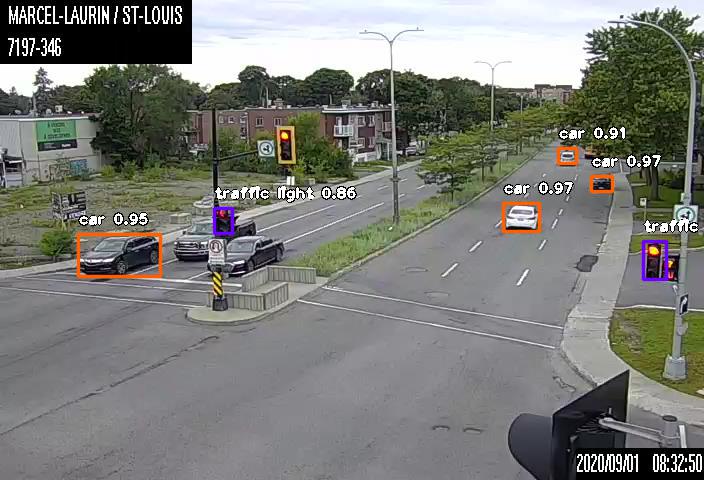 MARCEL-LAURIN / ST-LOUIS
7197-346
car 0.91
car 0.97
car 0.97
traffic light 0.86
car 0.95
traffic
2020/09/01 08:32:50